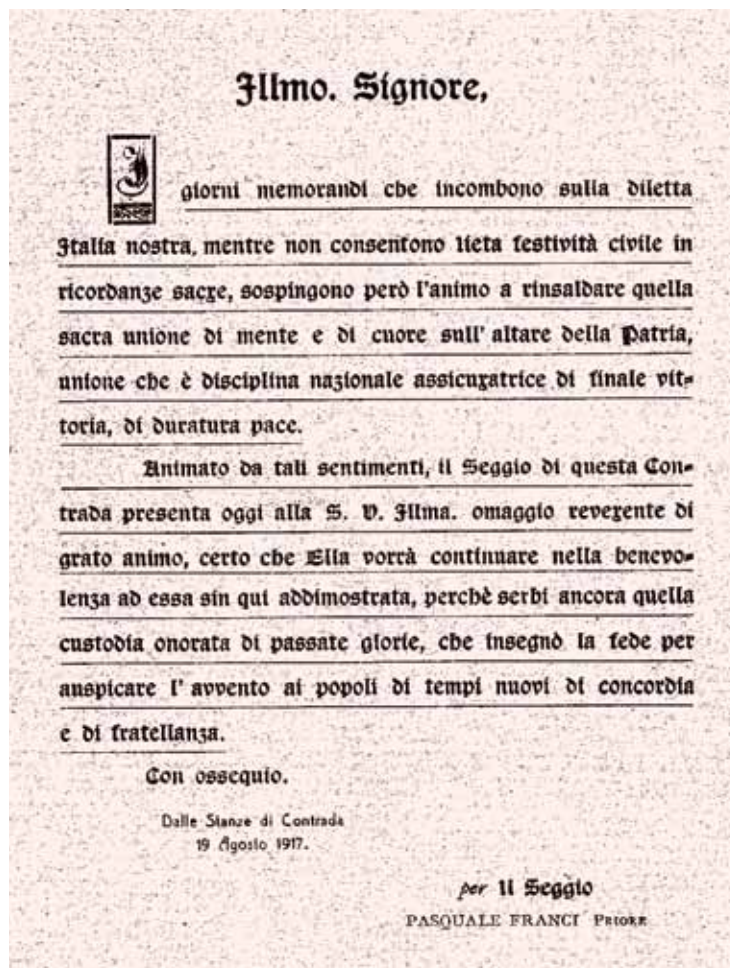 Illmo. Signore,
I giorni memorandi che incombono sulla diletta
Italia nostra, mentre non consentono lieta festività civile in
ricordanze sacre, sospingono però l'animo a rinsaldare quella
sacra unione di mente e di cuore sull' altare della Patria,
unione che è disciplina nazionale assicuratrice di finale vit-
toria, di duratura pace.
Animato da tali sentimenti, il Seggio di questa Con-
trada presenta oggi alla S. V. Illma. omaggio reverente di
grato animo, certo che Ella vorrà continuare nella benevo-
lenza ad essa sin qui addimostrata, perchè serbi ancora quella
custodia onorata di passate glorie, che insegnò la fede per
auspicare l' avvento ai popoli di tempi nuovi di concordia
e di fratellanza.
Con ossequio.
Dalle Stanze di Contrada
19 Agosto 1917.
per Il Seggio
PASQUALE FRANCI PRIORE